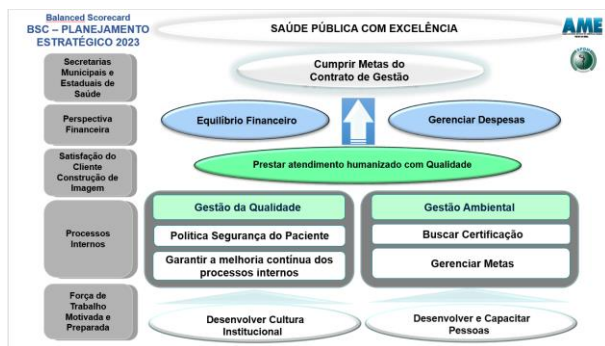 Balanced Scorecard
BSC – PLANEJAMENTO
ESTRATÉGICO 2023
SAÚDE PÚBLICA COM EXCELÊNCIA
AME
Secretarias
Municipais e
Estaduais de
Saúde
Cumprir Metas do
Contrato de Gestão
Perspectiva
Financeira
Equilíbrio Financeiro
Gerenciar Despesas
Satisfação do
Cliente
Construção de
Imagem
Prestar atendimento humanizado com Qualidade
Processos
Internos
Gestão da Qualidade
Política Segurança do Paciente
Garantir a melhoria contínua dos
processos internos
Gestão Ambiental
Buscar Certificação
Gerenciar Metas
Força de
Trabalho
Motivada e
Preparada
Desenvolver Cultura
Institucional
Desenvolver e Capacitar
Pessoas